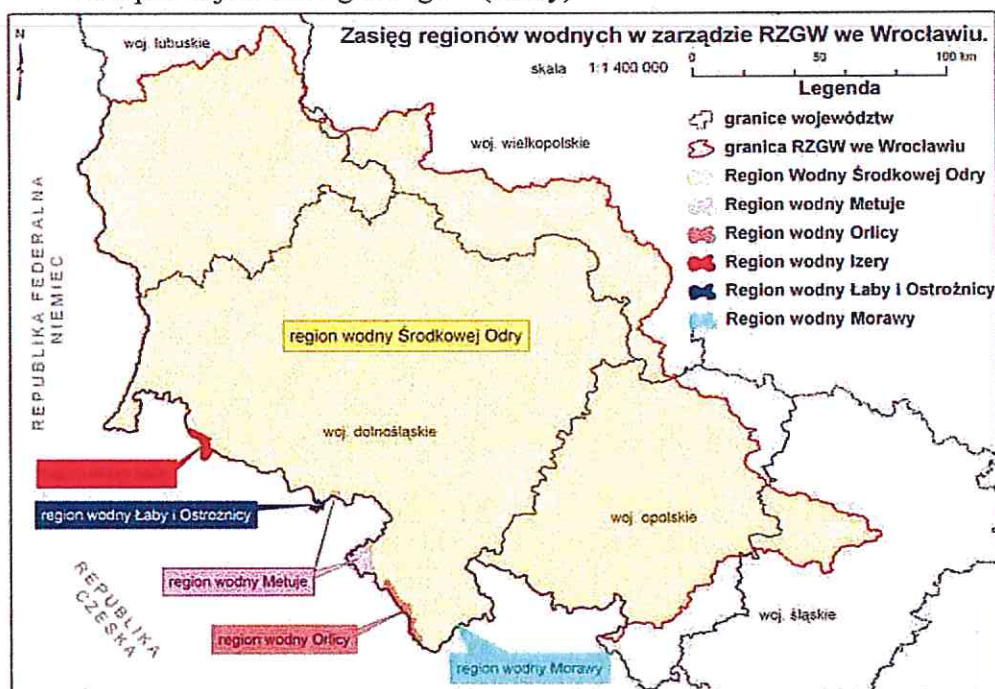 N
woj. lubuskie
Zasięg regionów wodnych w zarządzie RZGW we Wrocławiu.
skala 1:1 400 000
0 50 100 km
Legenda
granice województw
granica RZGW we Wrocławiu
Region Wodny Środkowej Odry
Region wodny Metuje
Region wodny Orlicy
Region wodny Izery
Region wodny Łaby i Ostrożnicy
Region wodny Morawy
woj. wielkopolskie
REPUBLIKA FEDERALNA
NIEMIEC
region wodny Środkowej Odry
woj. dolnośląskie
region wodny Łaby i Ostrożnicy
woj. opolskie
region wodny Metuje
REPUBLIKA
CZESKA
woj. śląskie
region wodny Orlicy
region wodny Morawy